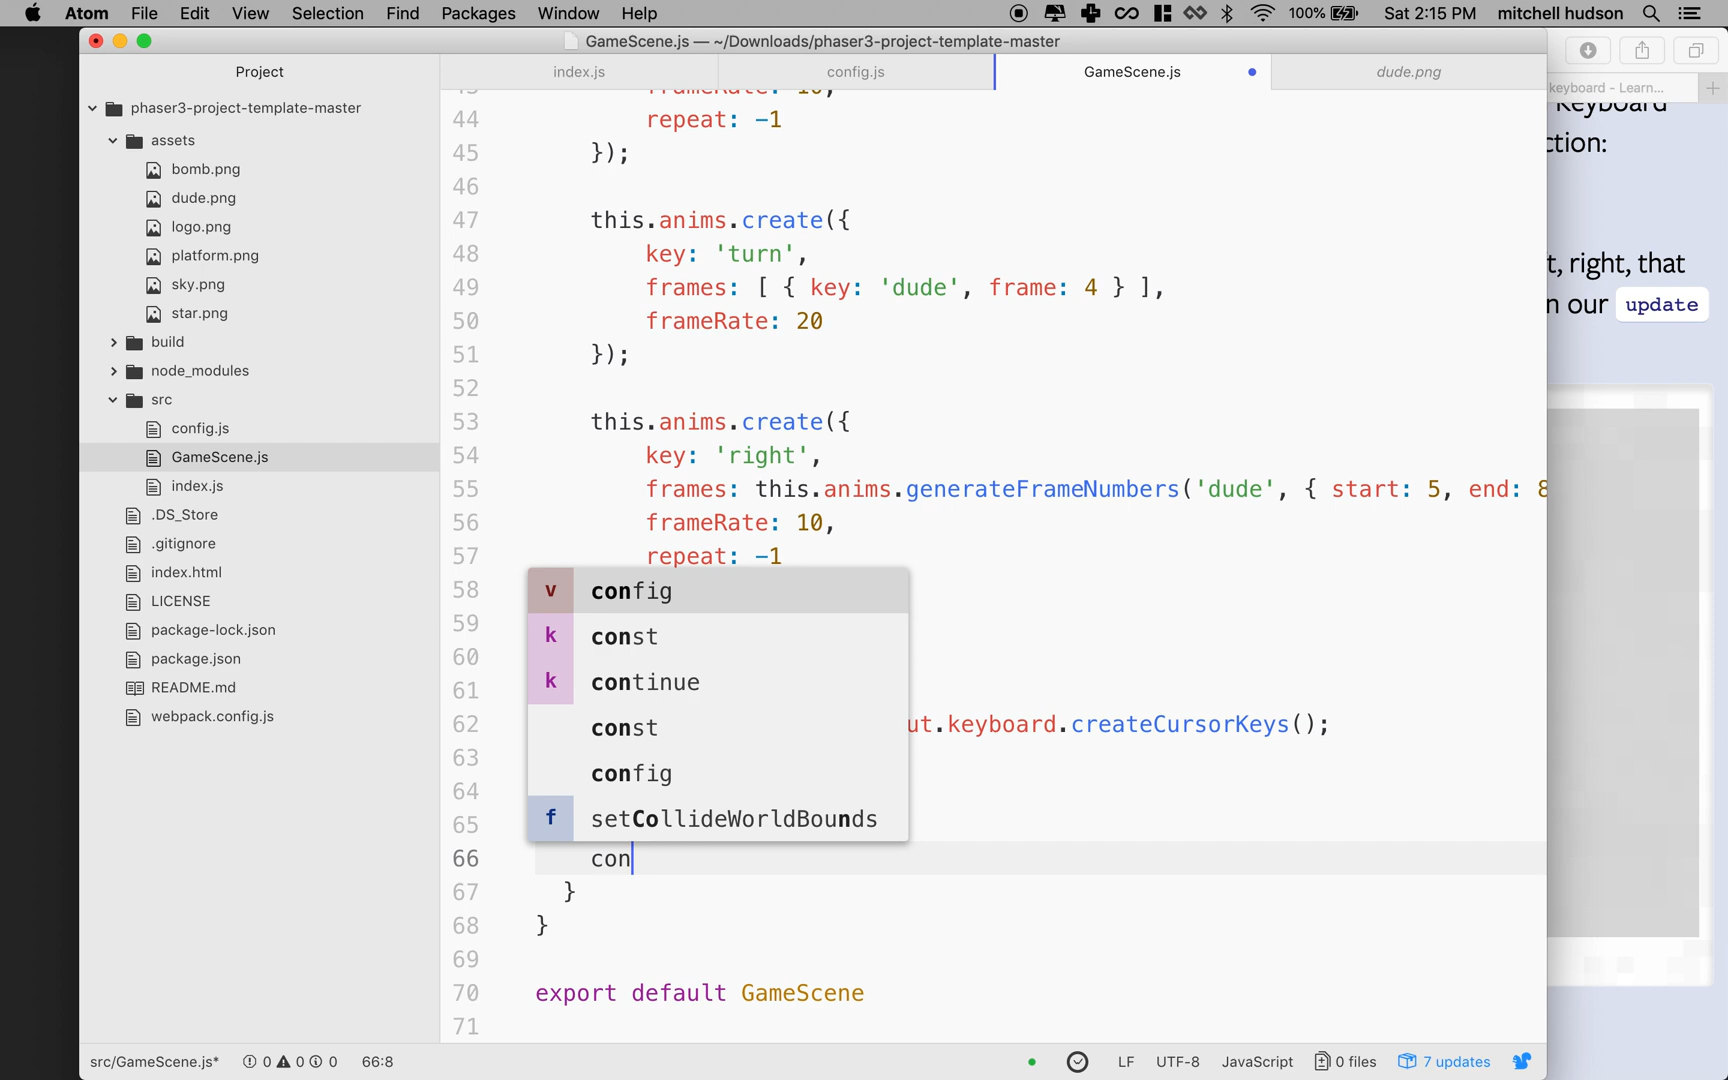 Atom File Edit View Selection Find Packages Window Help 100% Sat 2:15 PM mitchell hudson
GameScene.js — ~/Downloads/phaser3-project-template-master
Project
index.js config.js GameScene.js dude.png
keyboard - Learn...
phaser3-project-template-master
assets
bomb.png
dude.png
logo.png
platform.png
sky.png
star.png
build
node_modules
src
config.js
GameScene.js
index.js
.DS_Store
.gitignore
index.html
LICENSE
package-lock.json
package.json
README.md
webpack.config.js
43 frameRate: 10,
44 repeat: -1
45 });
46
47 this.anims.create({
48 key: 'turn',
49 frames: [ { key: 'dude', frame: 4 } ],
50 frameRate: 20
51 });
52
53 this.anims.create({
54 key: 'right',
55 frames: this.anims.generateFrameNumbers('dude', { start: 5, end: 8
56 frameRate: 10,
57 repeat: -1
58
59
60
61
62 ut.keyboard.createCursorKeys();
63
64
65
66 con
67 }
68 }
69
70 export default GameScene
71
v config
k const
k continue
const
config
f setCollideWorldBounds
Keyboard
ction:
t, right, that
n our update
src/GameScene.js* 0 0 0 66:8 LF UTF-8 JavaScript 0 files 7 updates